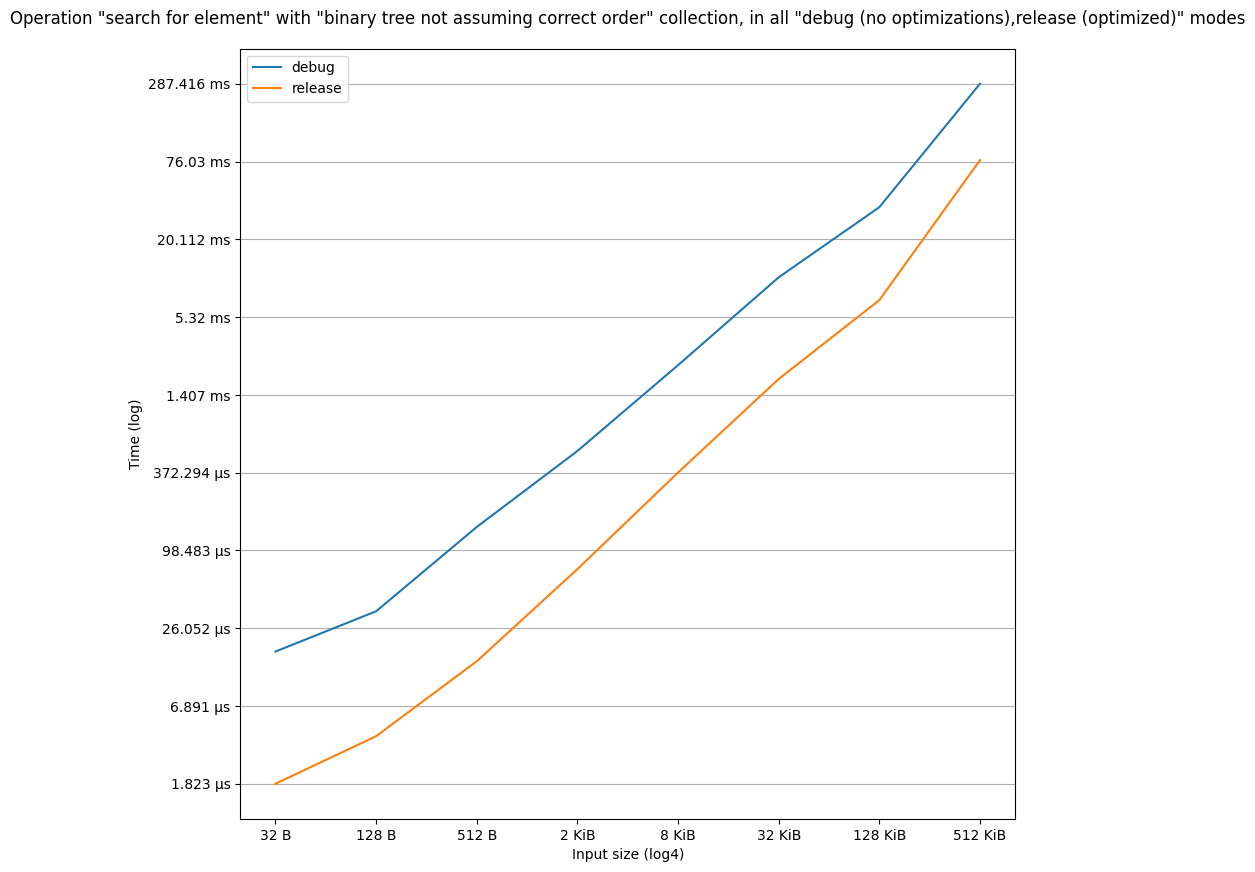 Operation "search for element" with "binary tree not assuming correct order" collection, in all "debug (no optimizations),release (optimized)" modes
debug
release
287.416 ms
76.03 ms
20.112 ms
5.32 ms
1.407 ms
372.294 µs
98.483 µs
26.052 µs
6.891 µs
1.823 µs
Time (log)
32 B 128 B 512 B 2 KiB 8 KiB 32 KiB 128 KiB 512 KiB
Input size (log4)